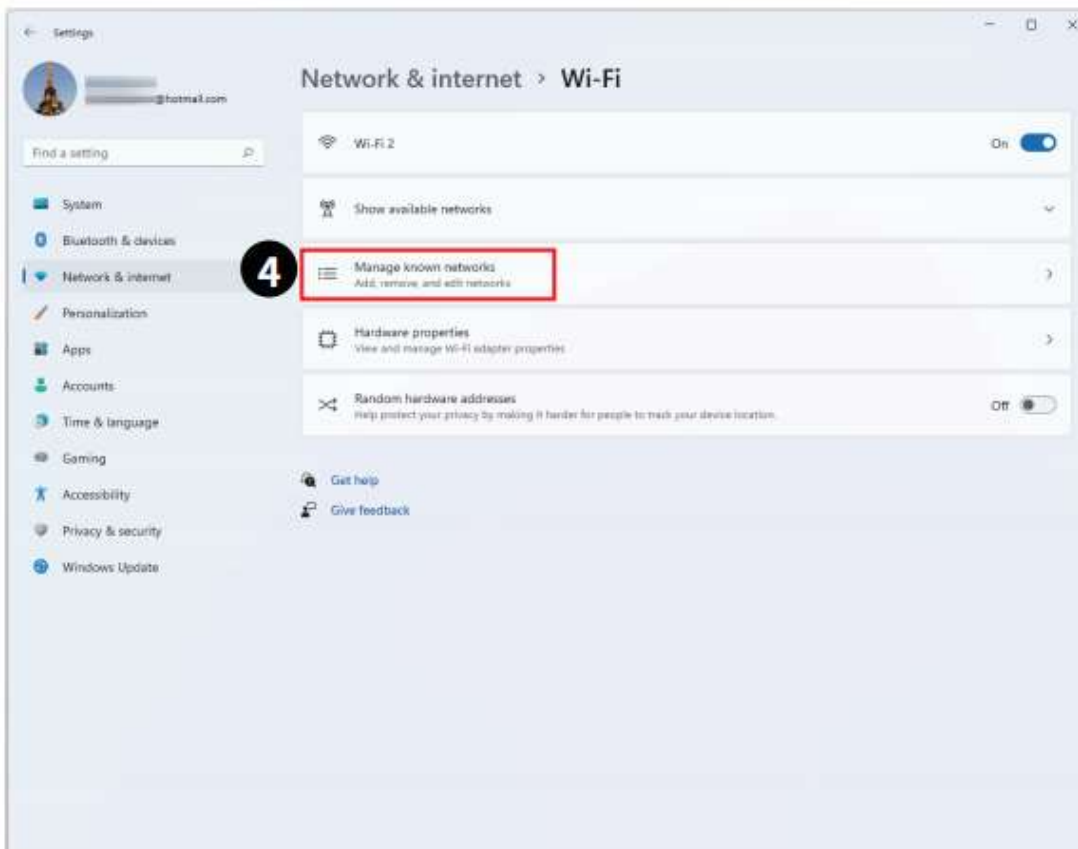 Settings
@hotmail.com
Find a setting
System
Bluetooth & devices
Network & internet
Personalization
Apps
Accounts
Time & language
Gaming
Accessibility
Privacy & security
Windows Update
Network & internet > Wi-Fi
Wi-Fi 2
On
Show available networks
4
Manage known networks
Add, remove, and edit networks
Hardware properties
View and manage Wi-Fi adapter properties
Random hardware addresses
Help protect your privacy by making it harder for people to track your device location.
Off
Get help
Give feedback